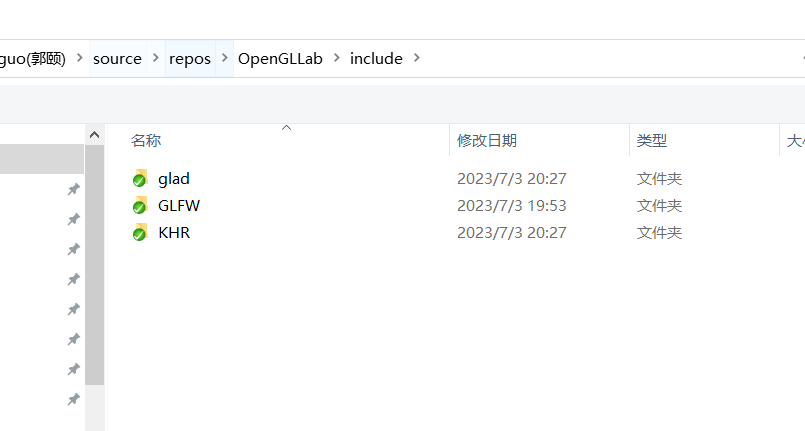 guo(郭颐) > source > repos > OpenGLLab > include >
名称 修改日期 类型 大小
glad 2023/7/3 20:27 文件夹
GLFW 2023/7/3 19:53 文件夹
KHR 2023/7/3 20:27 文件夹